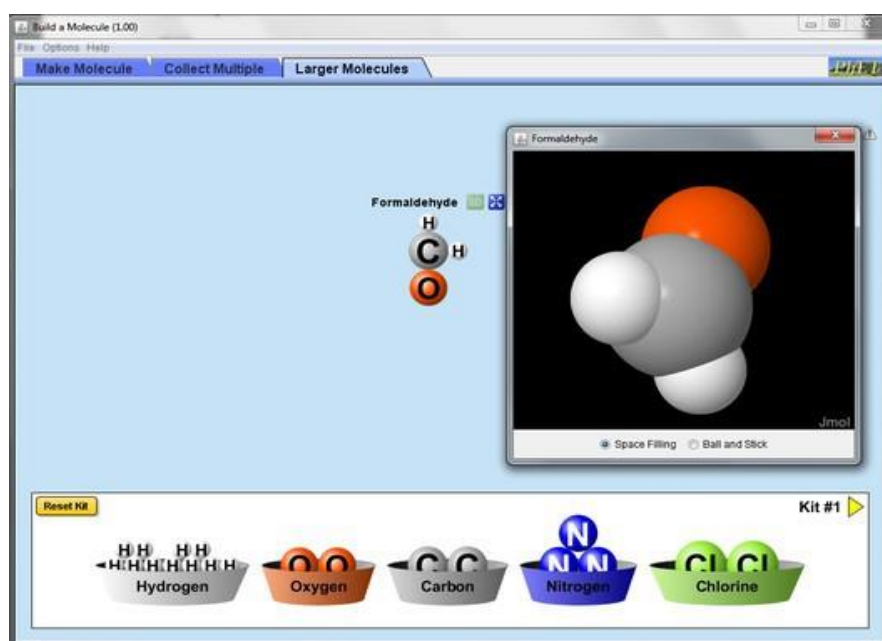 Build a Molecule (1.00)
File Options Help
Make Molecule Collect Multiple Larger Molecules
Formaldehyde
Formaldehyde 3D
H
C H
O
Jmol
Space Filling Ball and Stick
Reset Kit
Kit #1
N
H H H H
H H H H H H H O O C C N N Cl Cl
Hydrogen Oxygen Carbon Nitrogen Chlorine